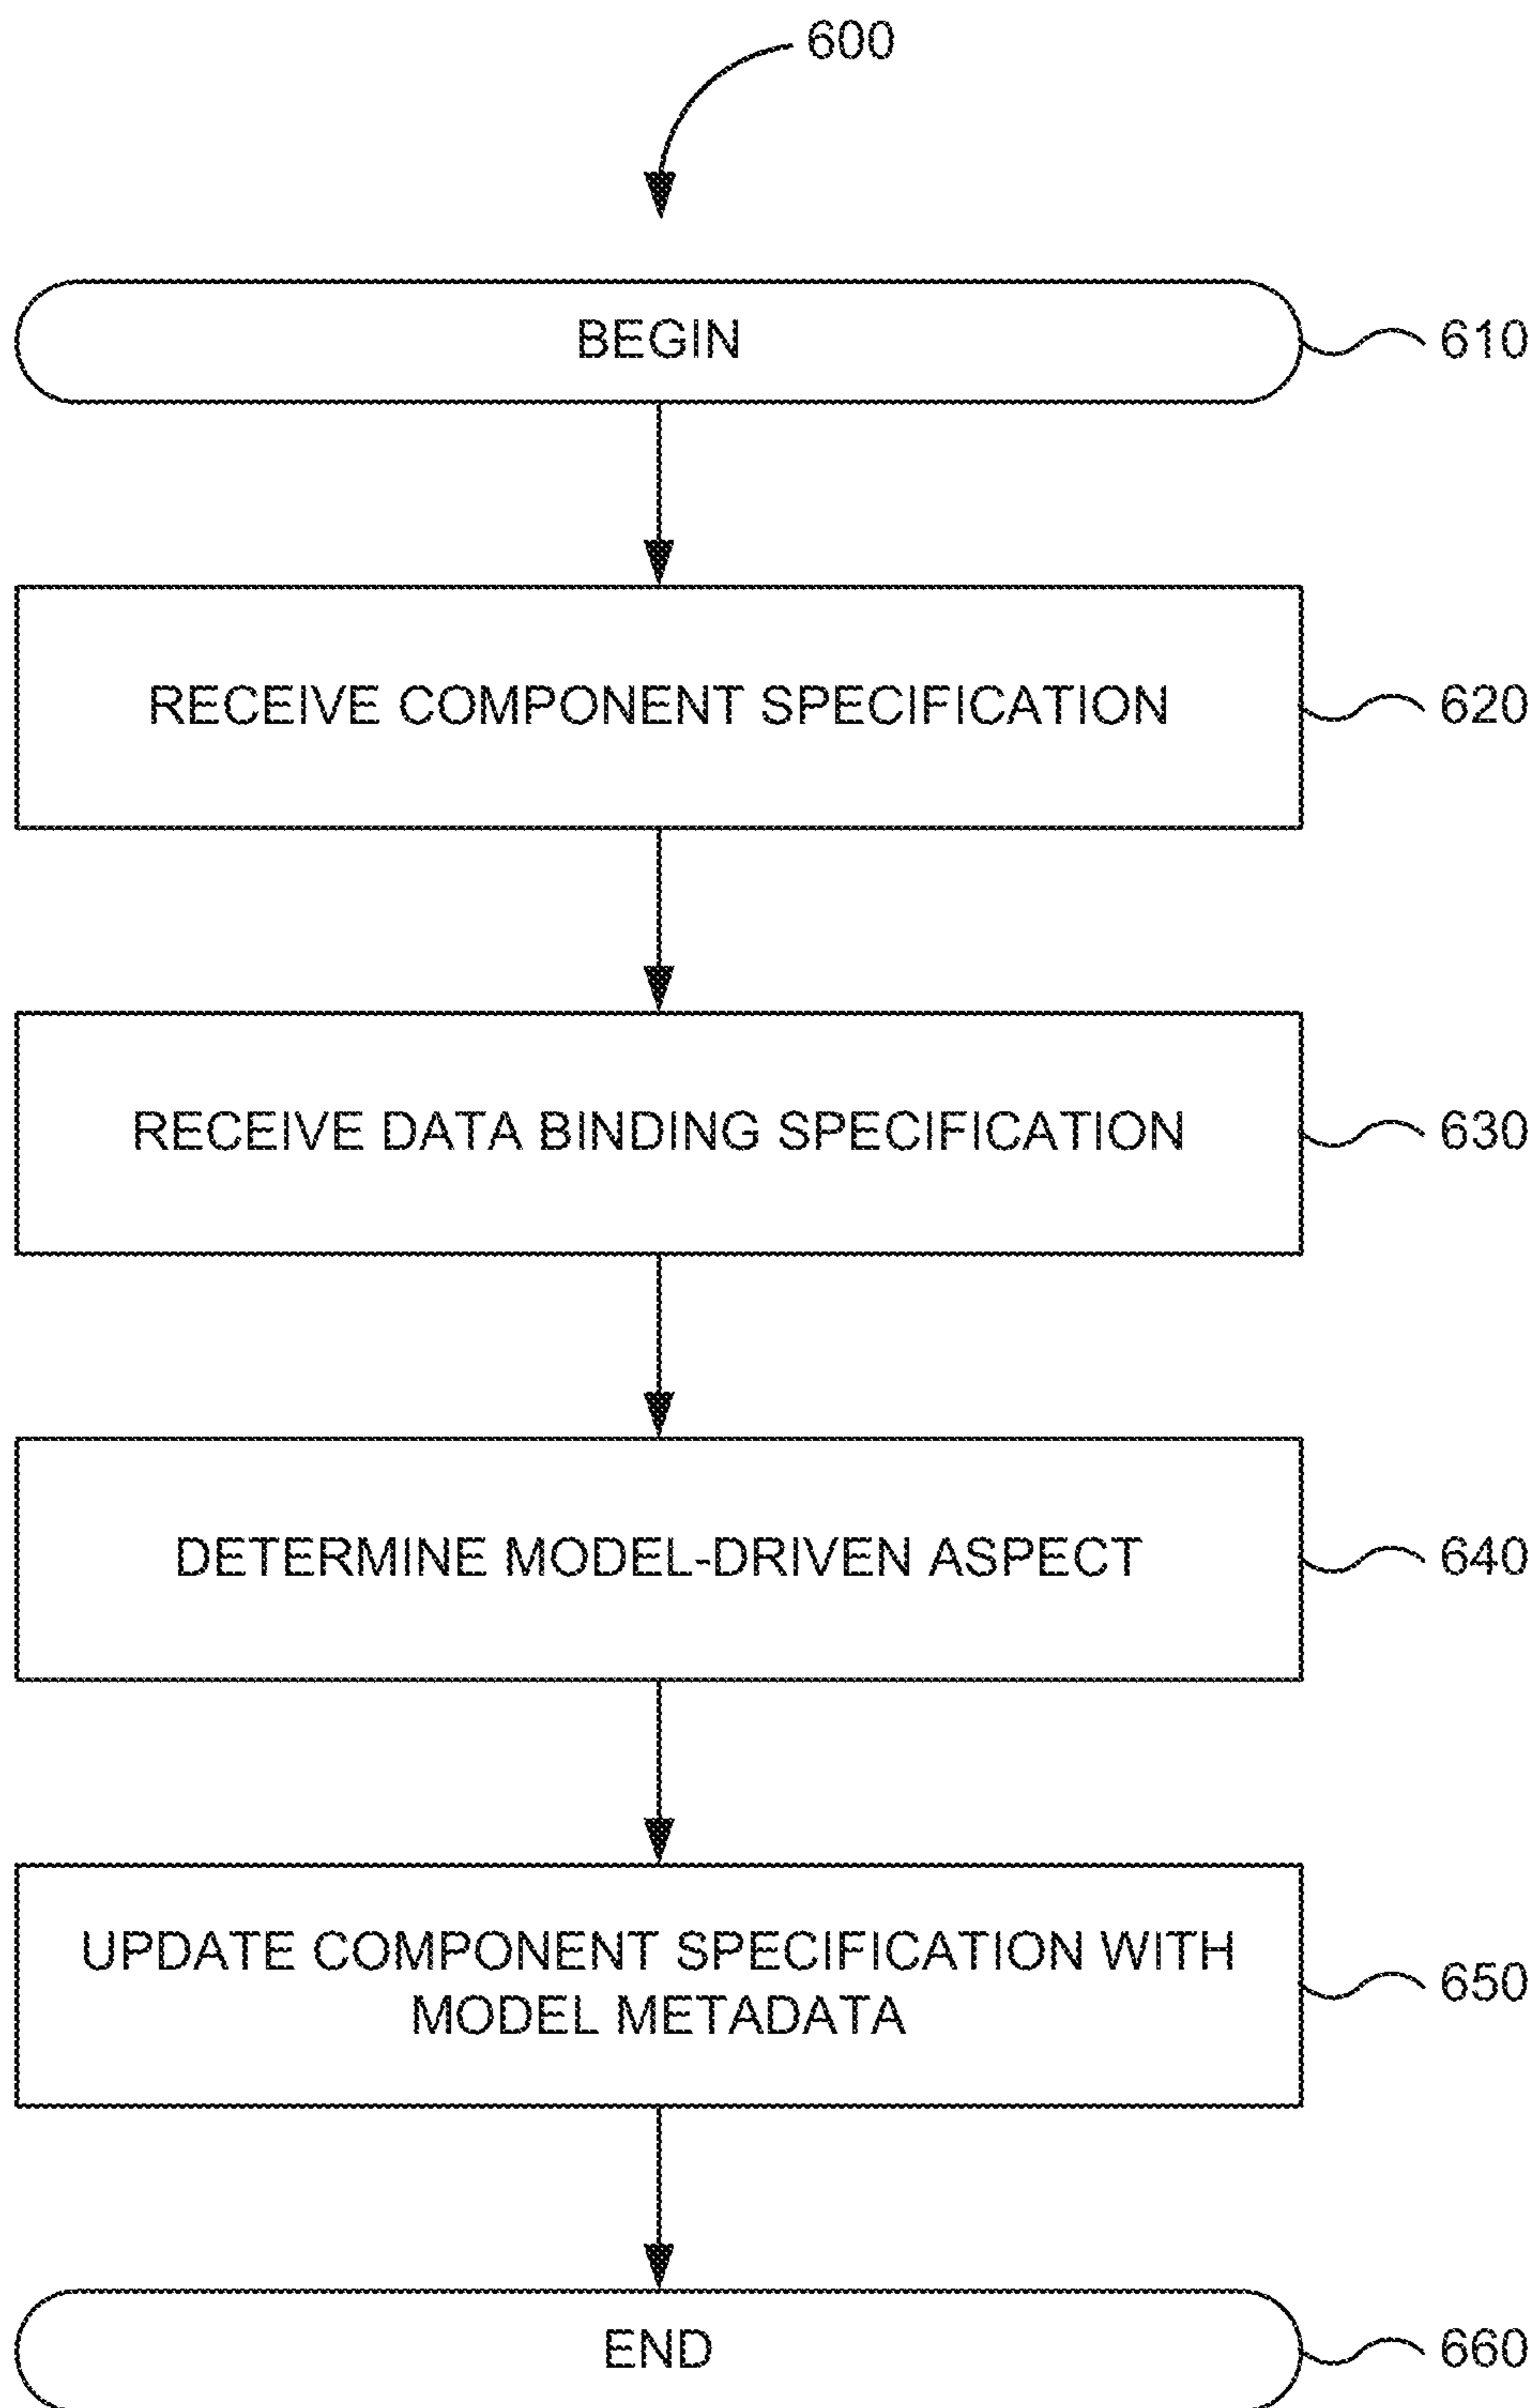 600
BEGIN
610
RECEIVE COMPONENT SPECIFICATION
620
RECEIVE DATA BINDING SPECIFICATION
630
DETERMINE MODEL-DRIVEN ASPECT
640
UPDATE COMPONENT SPECIFICATION WITH
MODEL METADATA
650
END
660